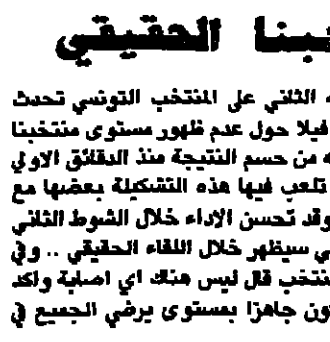 بنا الحقيقي
الثاني على المنتخب التونسي تحدث
فيلا حول عدم ظهور مستوى منتخبنا
من حسم النتيجة منذ الدقائق الاولى
تلعب فيها هذه التشكيلة بعضها مع
وقد تحسن الاداء خلال الشوط الثاني
سيظهر خلال اللقاء الحقيقي .. وفي
منتخب قال ليس هناك اي اصابة واكد
ون جاهزا بمستوى يرضي الجميع في